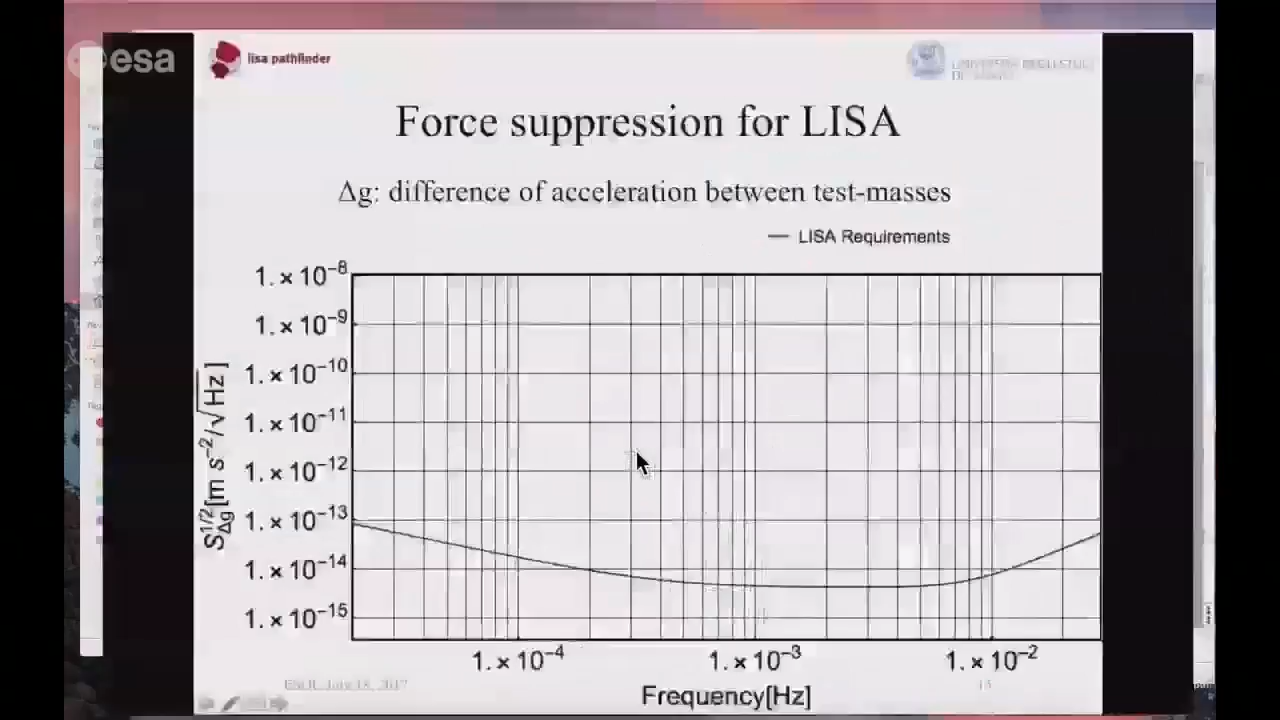 esa
lisa pathfinder
Force suppression for LISA
Δg: difference of acceleration between test-masses
LISA Requirements
1. × 10⁻⁸
1. × 10⁻⁹
1. × 10⁻¹⁰
1. × 10⁻¹¹
1. × 10⁻¹²
1. × 10⁻¹³
1. × 10⁻¹⁴
1. × 10⁻¹⁵
S_Δg^1/2 [m s⁻²/√Hz]
1. × 10⁻⁴ 1. × 10⁻³ 1. × 10⁻²
Frequency[Hz]